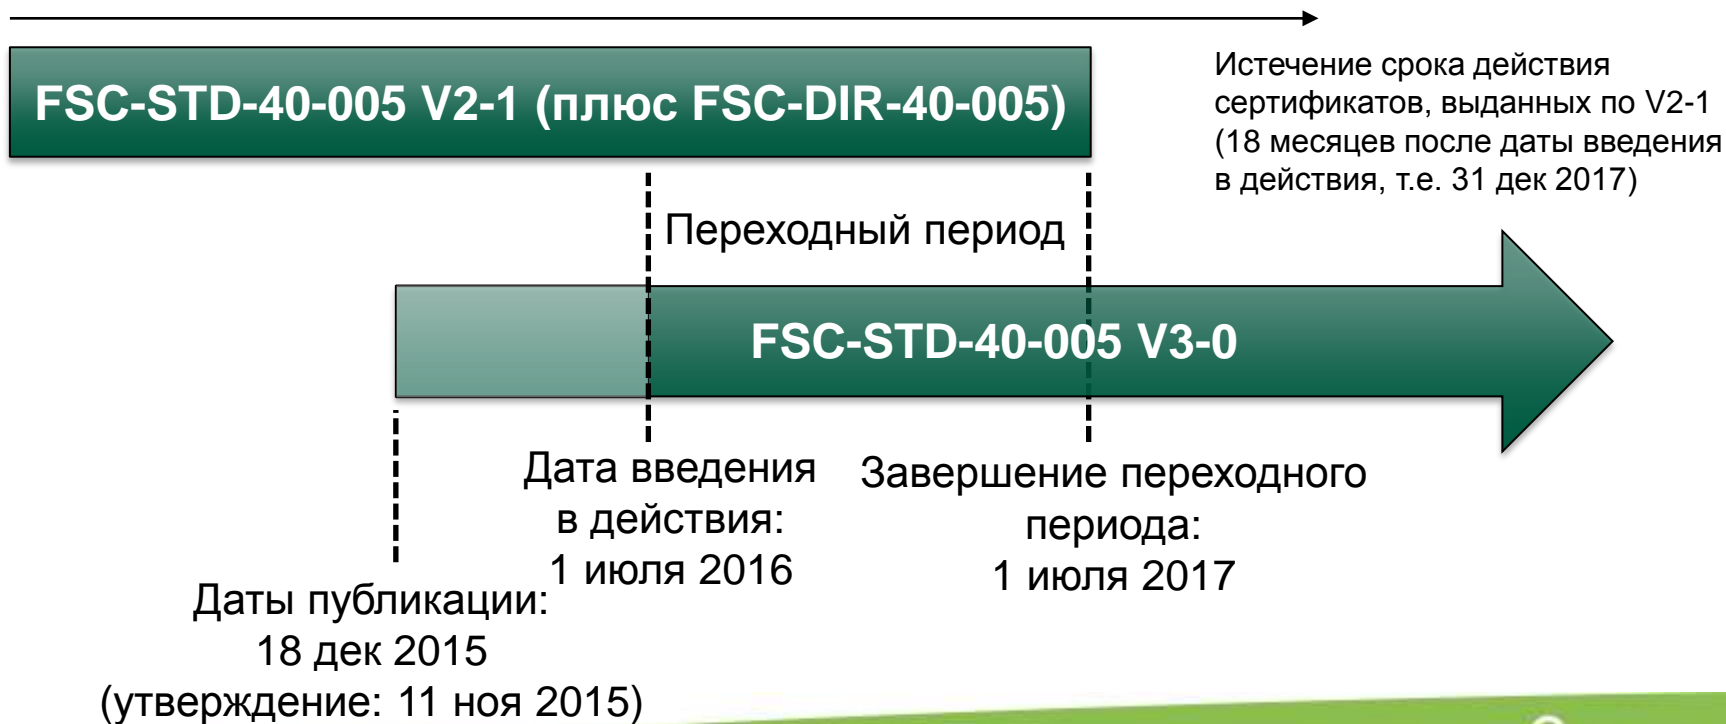 FSC-STD-40-005 V2-1 (плюс FSC-DIR-40-005)
Истечение срока действия
сертификатов, выданных по V2-1
(18 месяцев после даты введения
в действия, т.е. 31 дек 2017)
Переходный период
FSC-STD-40-005 V3-0
Дата введения
в действия:
1 июля 2016
Завершение переходного
периода:
1 июля 2017
Даты публикации:
18 дек 2015
(утверждение: 11 ноя 2015)